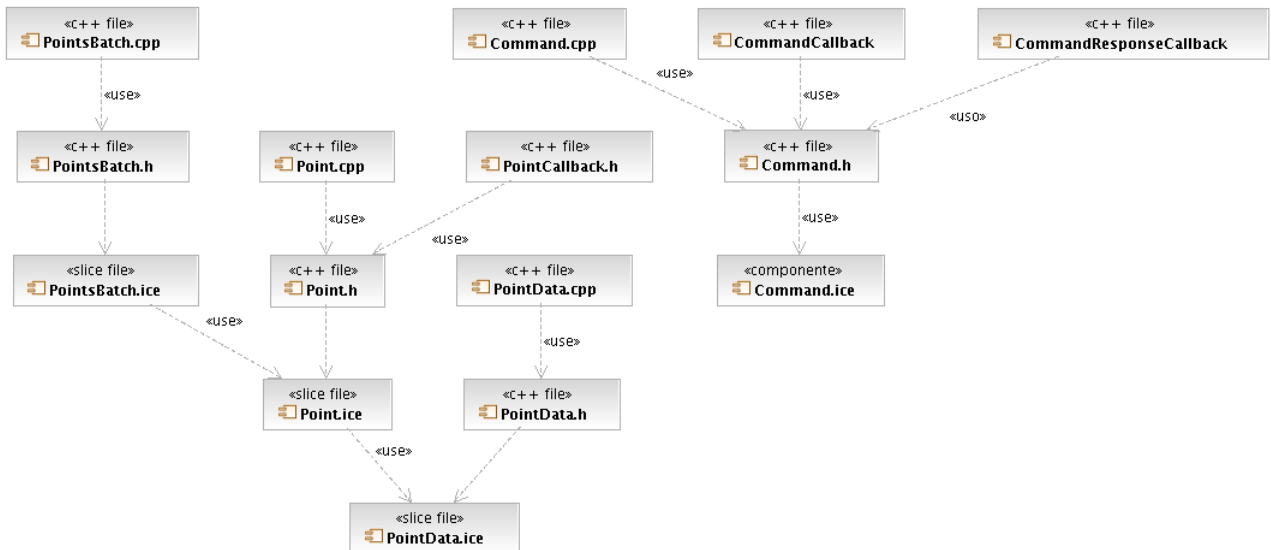 «c++ file»
PointsBatch.cpp
«c++ file»
Command.cpp
«c++ file»
CommandCallback
«c++ file»
CommandResponseCallback
«use»
«use»
«use»
«uso»
«c++ file»
PointsBatch.h
«c++ file»
Point.cpp
«c++ file»
PointCallback.h
«c++ file»
Command.h
«use»
«use»
«use»
«slice file»
PointsBatch.ice
«c++ file»
Point.h
«c++ file»
PointData.cpp
«componente»
Command.ice
«use»
«use»
«slice file»
Point.ice
«c++ file»
PointData.h
«use»
«slice file»
PointData.ice